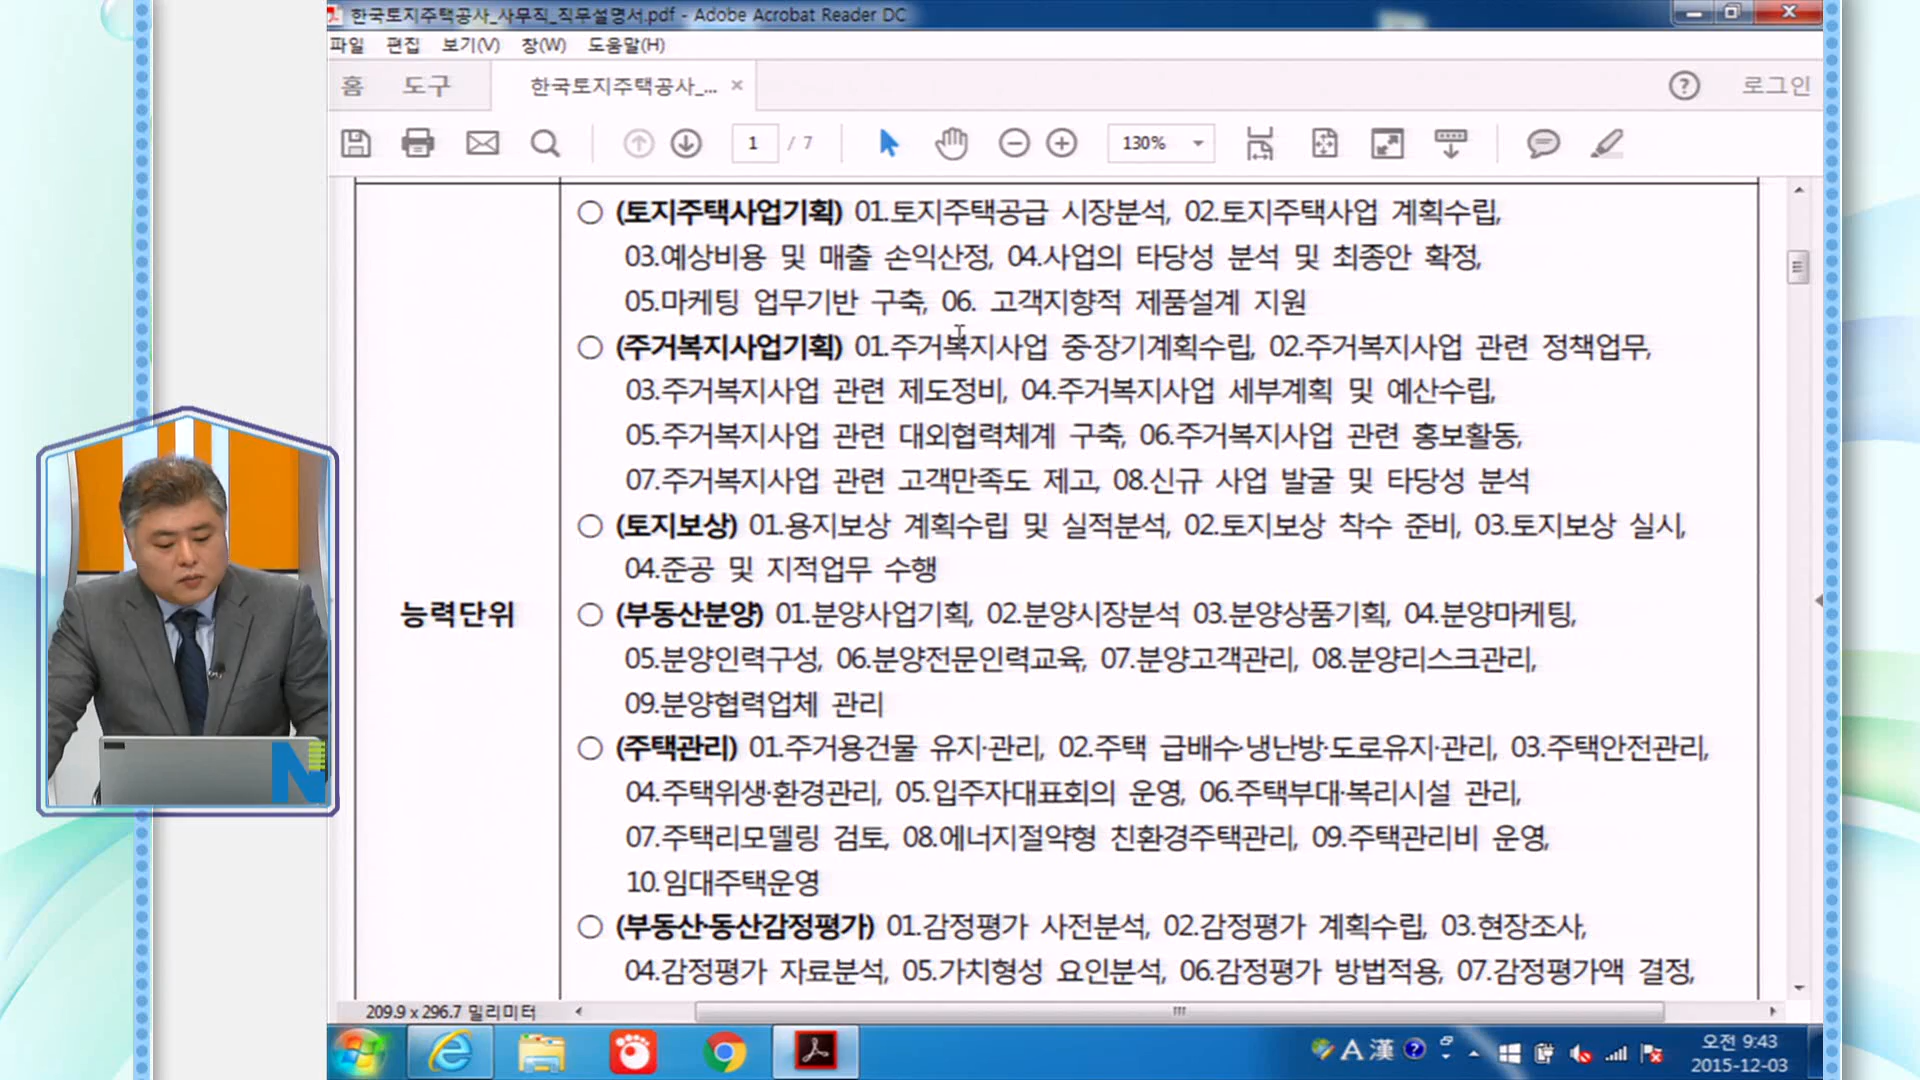 한국토지주택공사_사무직_직무설명서.pdf - Adobe Acrobat Reader DC
파일 편집 보기(V) 창(W) 도움말(H)
홈 도구 한국토지주택공사_... × ? 로그인
1 / 7 130%
○ (토지주택사업기획) 01.토지주택공급 시장분석, 02.토지주택사업 계획수립,
03.예상비용 및 매출 손익산정, 04.사업의 타당성 분석 및 최종안 확정,
05.마케팅 업무기반 구축, 06. 고객지향적 제품설계 지원
○ (주거복지사업기획) 01.주거복지사업 중·장기계획수립, 02.주거복지사업 관련 정책업무,
03.주거복지사업 관련 제도정비, 04.주거복지사업 세부계획 및 예산수립,
05.주거복지사업 관련 대외협력체계 구축, 06.주거복지사업 관련 홍보활동,
07.주거복지사업 관련 고객만족도 제고, 08.신규 사업 발굴 및 타당성 분석
○ (토지보상) 01.용지보상 계획수립 및 실적분석, 02.토지보상 착수 준비, 03.토지보상 실시,
04.준공 및 지적업무 수행
능력단위
○ (부동산분양) 01.분양사업기획, 02.분양시장분석 03.분양상품기획, 04.분양마케팅,
05.분양인력구성, 06.분양전문인력교육, 07.분양고객관리, 08.분양리스크관리,
09.분양협력업체 관리
○ (주택관리) 01.주거용건물 유지·관리, 02.주택 급배수·냉난방·도로유지·관리, 03.주택안전관리,
04.주택위생·환경관리, 05.입주자대표회의 운영, 06.주택부대·복리시설 관리,
07.주택리모델링 검토, 08.에너지절약형 친환경주택관리, 09.주택관리비 운영,
10.임대주택운영
○ (부동산·동산감정평가) 01.감정평가 사전분석, 02.감정평가 계획수립, 03.현장조사,
04.감정평가 자료분석, 05.가치형성 요인분석, 06.감정평가 방법적용, 07.감정평가액 결정,
209.9 x 296.7 밀리미터
A 漢 ? 오전 9:43
2015-12-03
N